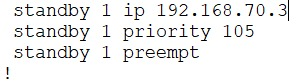 standby 1 ip 192.168.70.3
standby 1 priority 105
standby 1 preempt
!